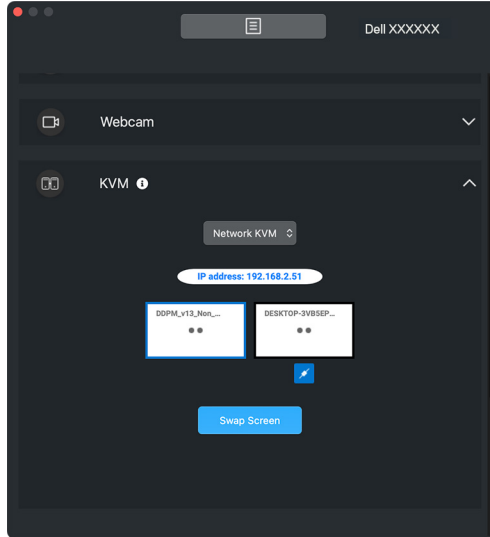 Dell XXXXXX
Webcam
KVM
Network KVM
IP address: 192.168.2.51
DDPM_v13_Non_...
DESKTOP-3VB5EP...
Swap Screen